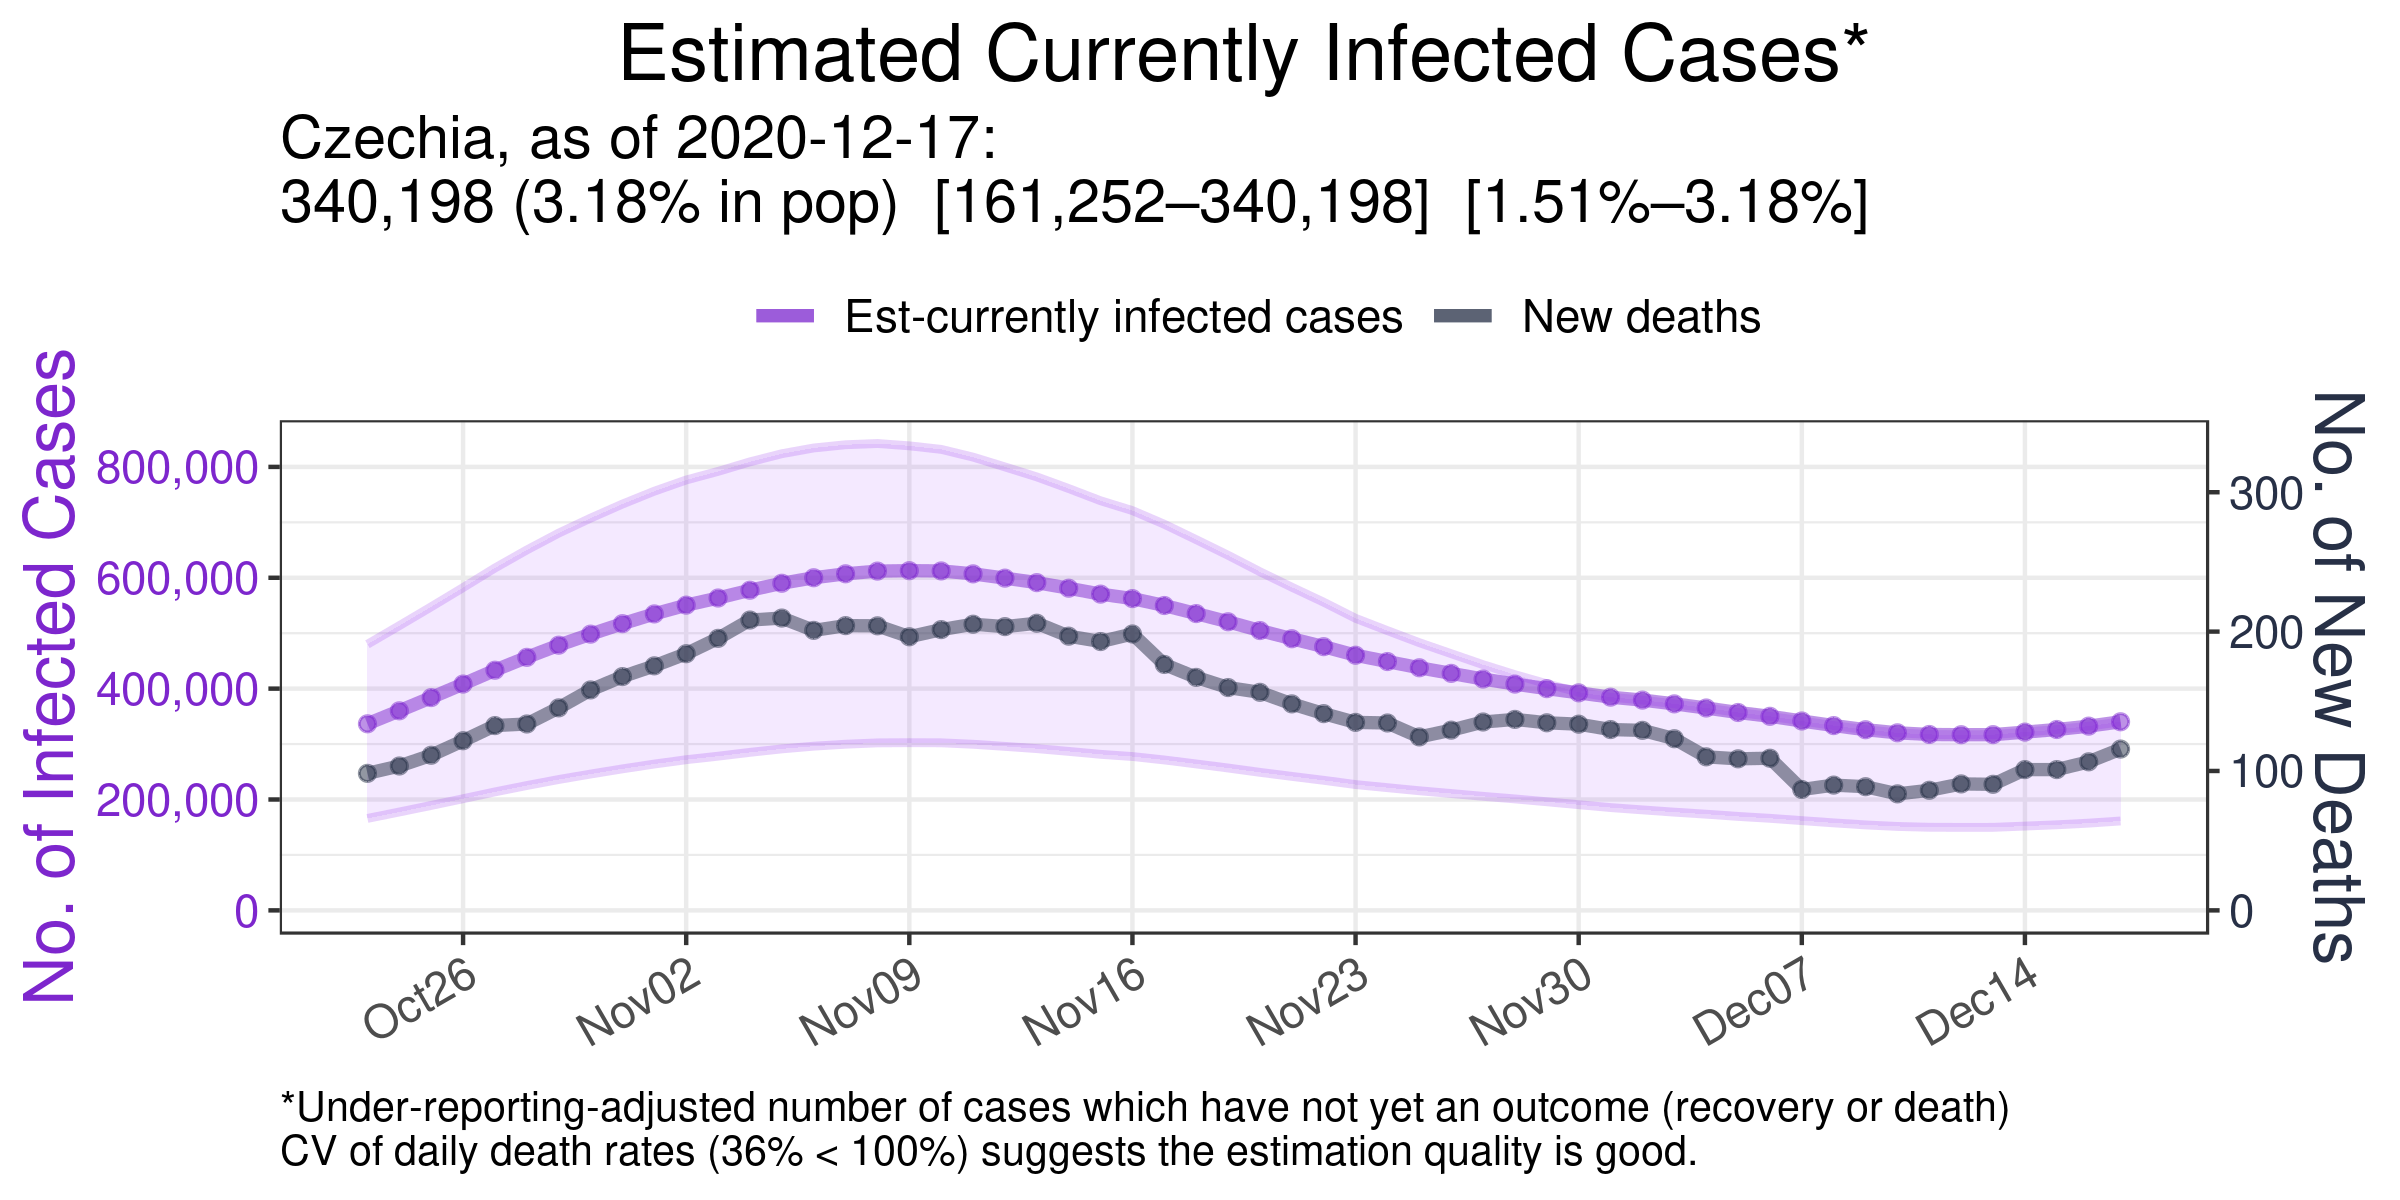 Estimated Currently Infected Cases*
Czechia, as of 2020-12-17:
340,198 (3.18% in pop) [161,252–340,198] [1.51%–3.18%]
Est-currently infected cases
New deaths
No. of Infected Cases
800,000
600,000
400,000
200,000
0
300
200
100
0
No. of New Deaths
Oct26
Nov02
Nov09
Nov16
Nov23
Nov30
Dec07
Dec14
*Under-reporting-adjusted number of cases which have not yet an outcome (recovery or death)
CV of daily death rates (36% < 100%) suggests the estimation quality is good.